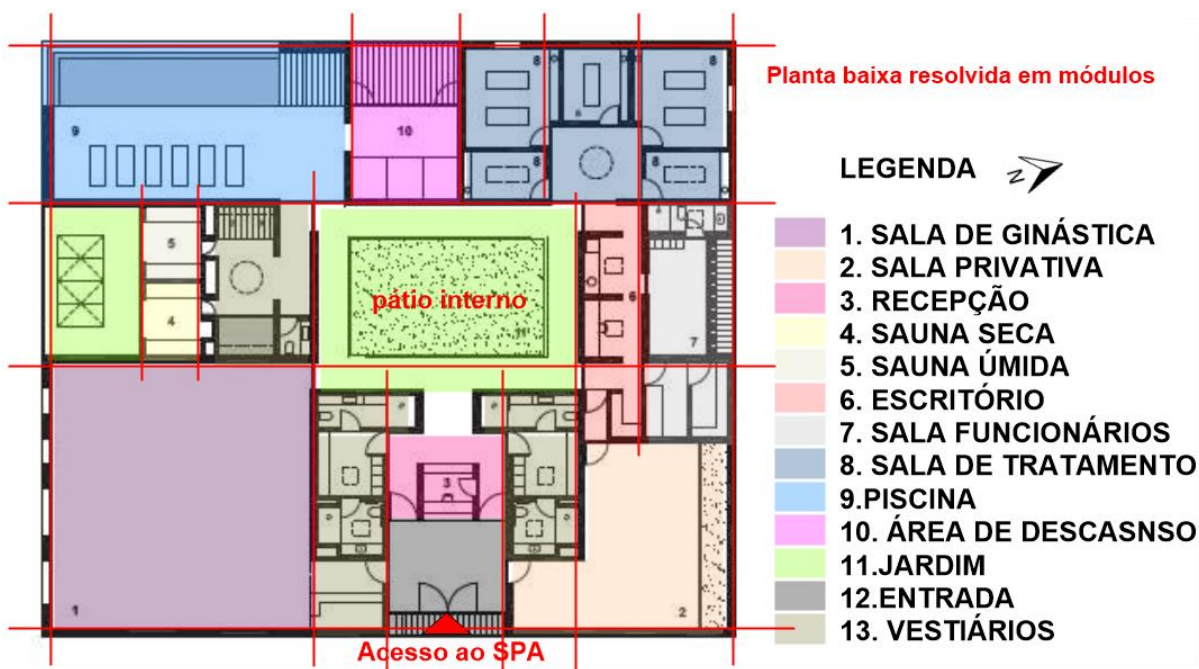 Planta baixa resolvida em módulos
LEGENDA
N
1. SALA DE GINÁSTICA
2. SALA PRIVATIVA
3. RECEPÇÃO
4. SAUNA SECA
5. SAUNA ÚMIDA
6. ESCRITÓRIO
7. SALA FUNCIONÁRIOS
8. SALA DE TRATAMENTO
9.PISCINA
10. ÁREA DE DESCASNSO
11.JARDIM
12.ENTRADA
13. VESTIÁRIOS
8
8
8
8
9
10
5
4
pátio interno
11
6
7
3
1
2
Acesso ao SPA